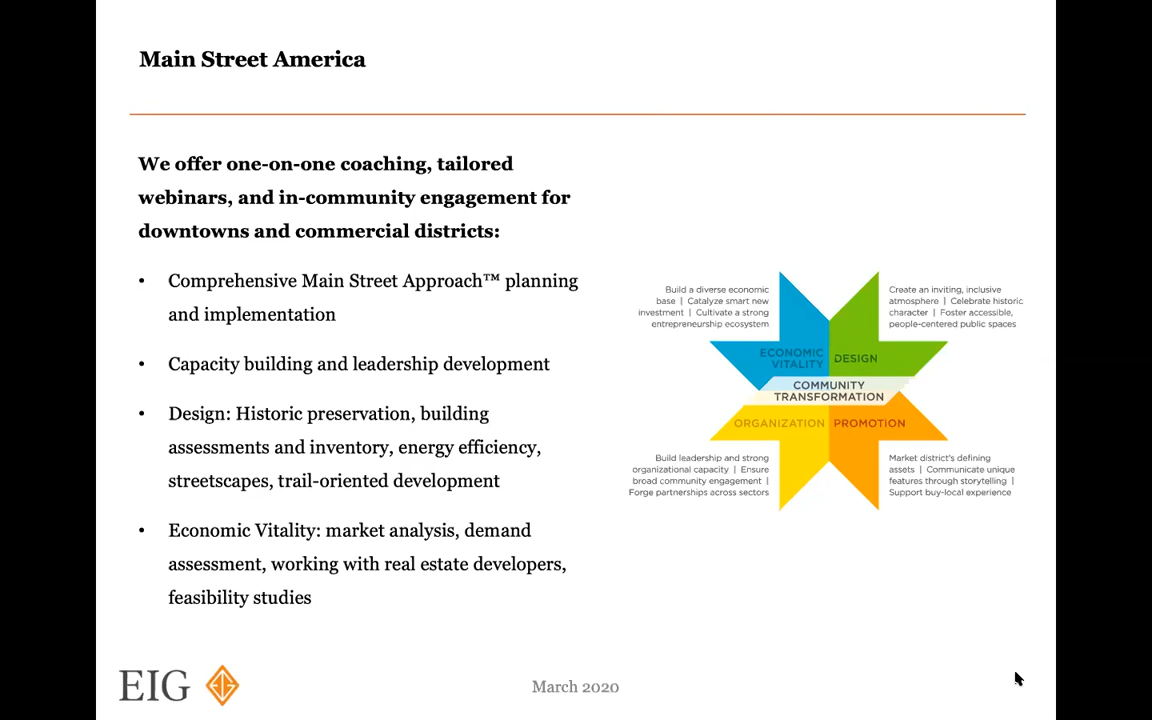 Main Street America
We offer one-on-one coaching, tailored
webinars, and in-community engagement for
downtowns and commercial districts:
• Comprehensive Main Street Approach™ planning
and implementation
• Capacity building and leadership development
• Design: Historic preservation, building
assessments and inventory, energy efficiency,
streetscapes, trail-oriented development
• Economic Vitality: market analysis, demand
assessment, working with real estate developers,
feasibility studies
Build a diverse economic
base | Catalyze smart new
investment | Cultivate a strong
entrepreneurship ecosystem
Create an inviting, inclusive
atmosphere | Celebrate historic
character | Foster accessible,
people-centered public spaces
ECONOMIC
VITALITY
DESIGN
COMMUNITY
TRANSFORMATION
ORGANIZATION
PROMOTION
Build leadership and strong
organizational capacity | Ensure
broad community engagement |
Forge partnerships across sectors
Market district's defining
assets | Communicate unique
features through storytelling |
Support buy-local experience
EIG
March 2020